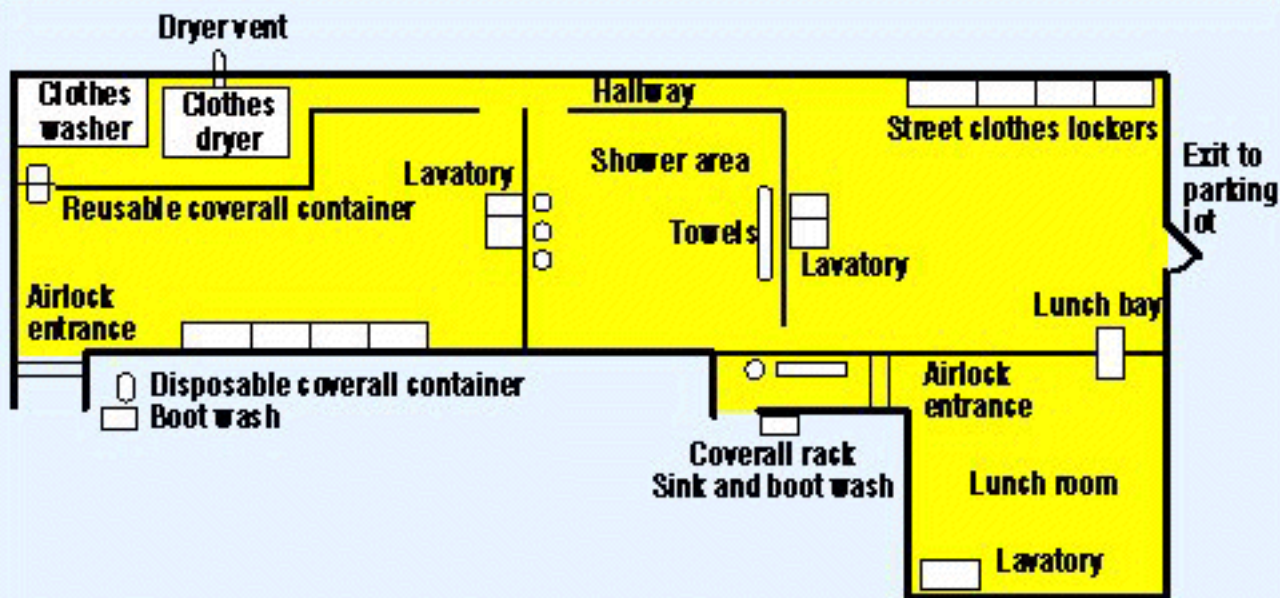 Dryer vent
Clothes
washer
Clothes
dryer
Hallway
Street clothes lockers
Exit to
parking
lot
Lavatory
Shower area
Reusable coverall container
Towels
Lavatory
Airlock
entrance
Lunch bay
Disposable coverall container
Boot wash
Airlock
entrance
Coverall rack
Sink and boot wash
Lunch room
Lavatory